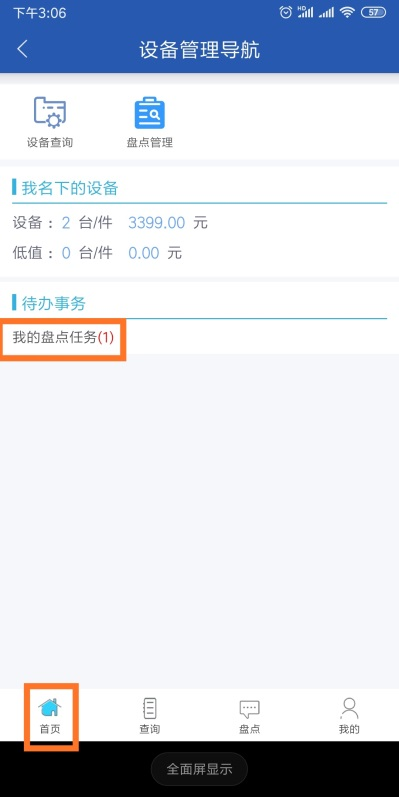 下午3:06
HD
57
设备管理导航
设备查询 盘点管理
我名下的设备
设备： 2 台/件 3399.00 元
低值： 0 台/件 0.00 元
待办事务
我的盘点任务(1)
首页 查询 盘点 我的
全面屏显示